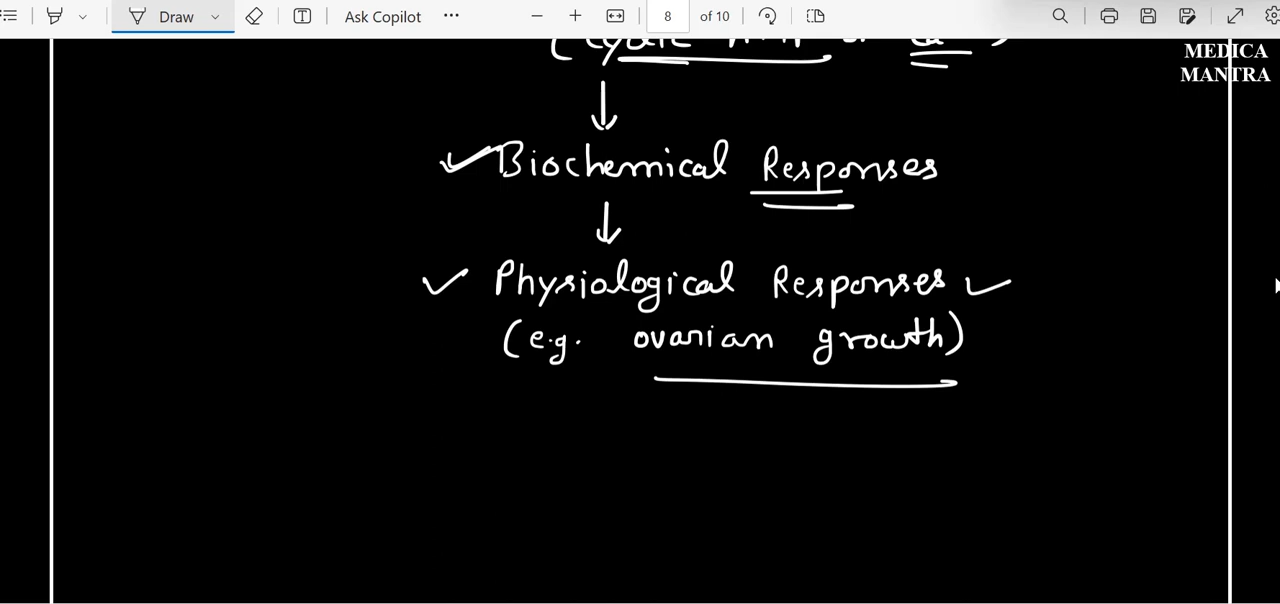 Draw
Ask Copilot
8 of 10
MEDICA
MANTRA
Biochemical Responses
Physiological Responses
(e.g. ovarian growth)